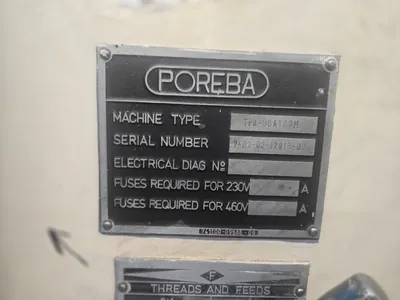 PORĘBA
MACHINE TYPE
SERIAL NUMBER
ELECTRICAL DIAG Nº
FUSES REQUIRED FOR 230V A
FUSES REQUIRED FOR 460V A
F
THREADS AND FEEDS